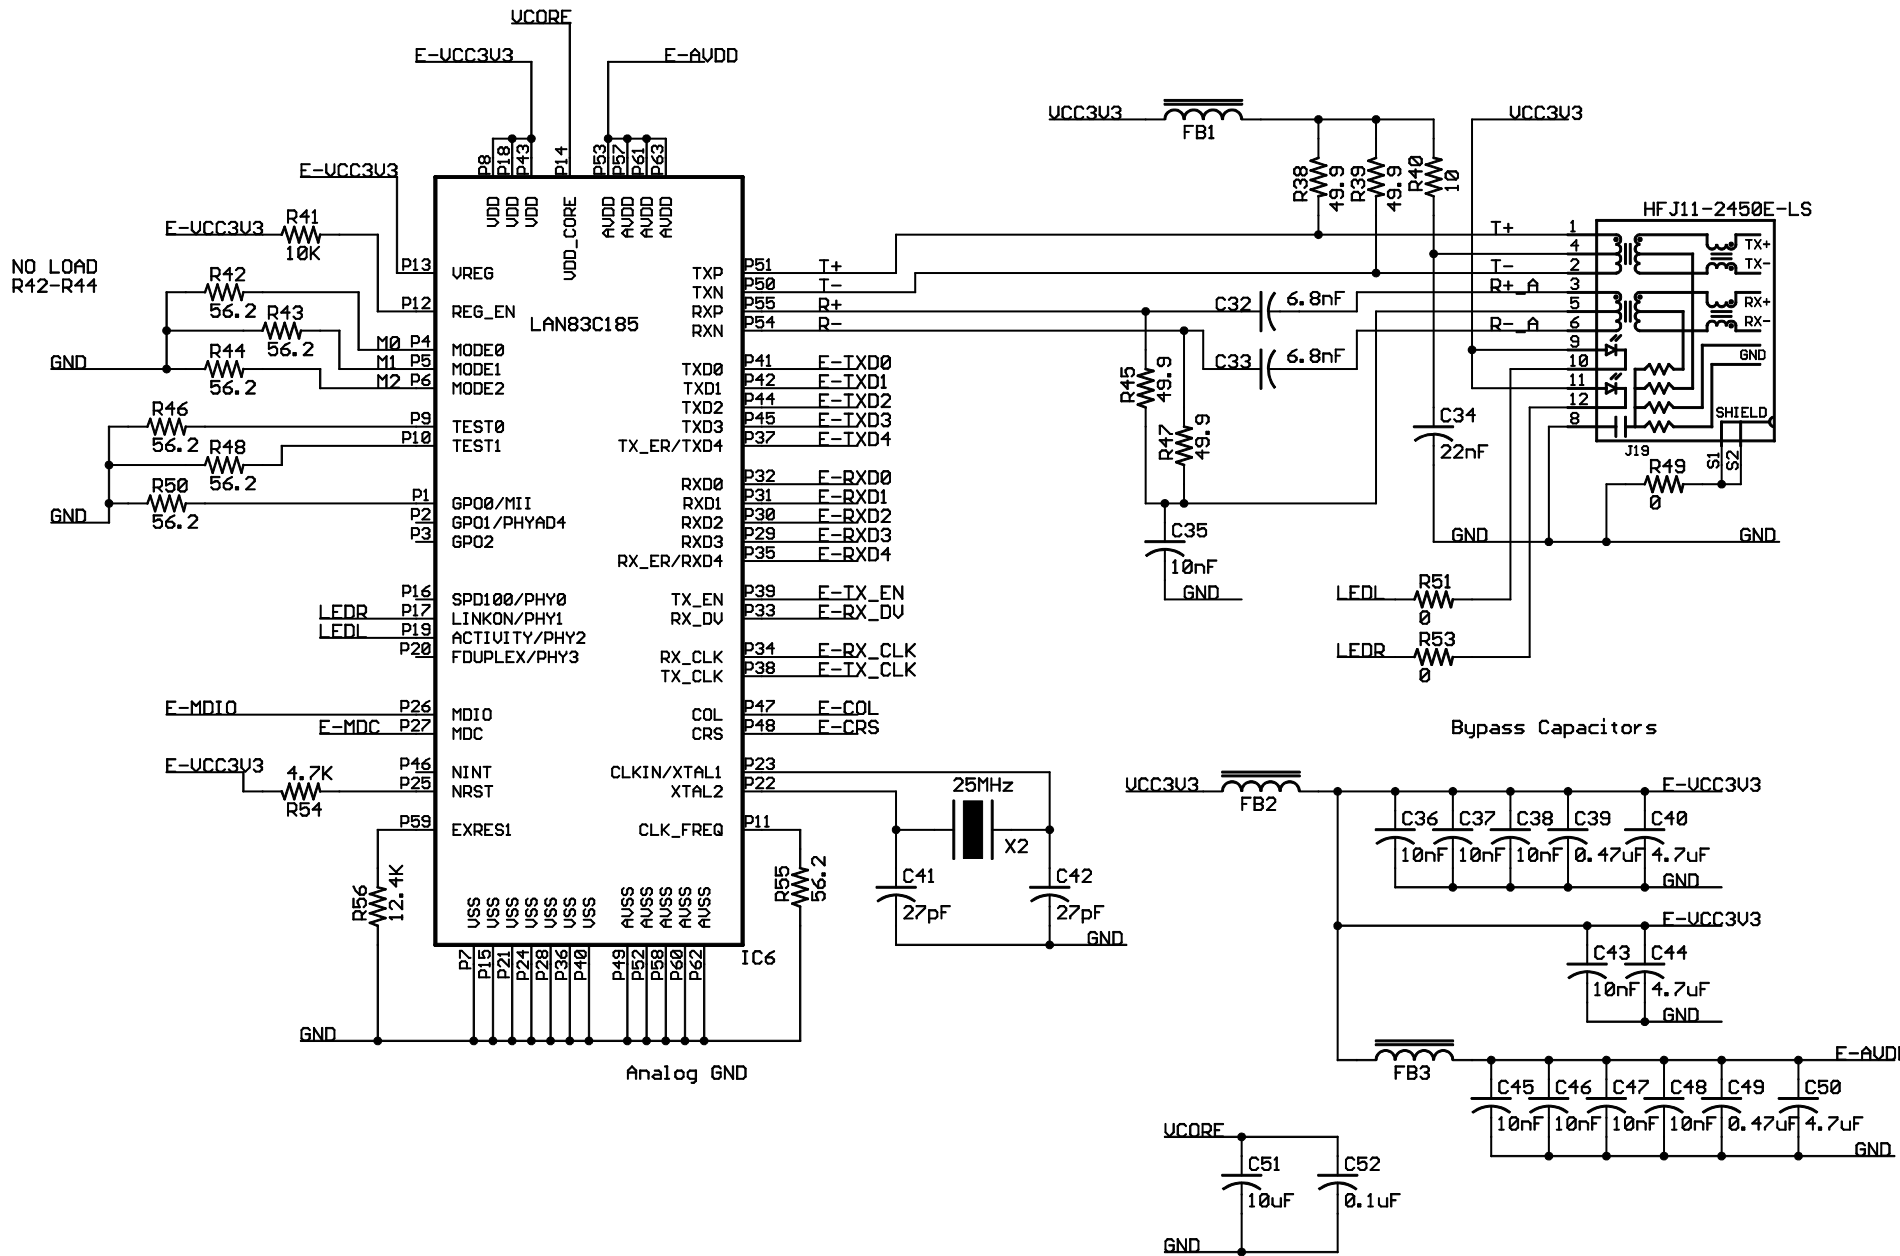 VCORE
E-VCC3V3
E-AVDD
VCC3V3
FB1
VCC3V3
P8
P18
P43
P14
P53
P57
P61
P63
R38
49.9
R39
49.9
R40
10
E-VCC3V3
VDD
VDD
VDD
VDD_CORE
AVDD
AVDD
AVDD
AVDD
HFJ11-2450E-LS
E-VCC3V3
R41
10K
NO LOAD
R42-R44
P13
VREG
P12
REG_EN
LAN83C185
R42
56.2
R43
56.2
R44
56.2
GND
M0
P4
MODE0
M1
P5
MODE1
M2
P6
MODE2
R46
56.2
R48
56.2
R50
56.2
GND
P9
TEST0
P10
TEST1
P1
GPO0/MII
P2
GPO1/PHYAD4
P3
GPO2
P16
SPD100/PHY0
LEDR
P17
LINKON/PHY1
LEDL
P19
ACTIVITY/PHY2
P20
FDUPLEX/PHY3
E-MDIO
P26
MDIO
E-MDC
P27
MDC
E-VCC3V3
4.7K
R54
P46
NINT
P25
NRST
P59
EXRES1
R56
12.4K
TXP
P51
T+
TXN
P50
T-
RXP
P55
R+
RXN
P54
R-
TXD0
P41
E-TXD0
TXD1
P42
E-TXD1
TXD2
P44
E-TXD2
TXD3
P45
E-TXD3
TX_ER/TXD4
P37
E-TXD4
RXD0
P32
E-RXD0
RXD1
P31
E-RXD1
RXD2
P30
E-RXD2
RXD3
P29
E-RXD3
RX_ER/RXD4
P35
E-RXD4
TX_EN
P39
E-TX_EN
RX_DV
P33
E-RX_DV
RX_CLK
P34
E-RX_CLK
TX_CLK
P38
E-TX_CLK
COL
P47
E-COL
CRS
P48
E-CRS
CLKIN/XTAL1
P23
XTAL2
P22
CLK_FREQ
P11
R55
56.2
25MHz
X2
C41
27pF
C42
27pF
GND
VSS
VSS
VSS
VSS
VSS
VSS
VSS
AVSS
AVSS
AVSS
AVSS
AVSS
IC6
P7
P15
P21
P24
P28
P36
P40
P49
P52
P58
P60
P62
GND
Analog GND
T+
T-
R+_A
R-_A
1
4
2
3
5
6
9
10
11
12
8
TX+
TX-
RX+
RX-
GND
SHIELD
J19
S1
S2
C32
6.8nF
C33
6.8nF
R45
49.9
R47
49.9
C34
22nF
R49
0
C35
10nF
GND
GND
GND
LEDL
R51
0
LEDR
R53
0
Bypass Capacitors
VCC3V3
FB2
E-VCC3V3
C36
10nF
C37
10nF
C38
10nF
C39
0.47uF
C40
4.7uF
GND
E-VCC3V3
C43
10nF
C44
4.7uF
GND
FB3
E-AVDD
C45
10nF
C46
10nF
C47
10nF
C48
10nF
C49
0.47uF
C50
4.7uF
GND
VCORE
C51
10uF
C52
0.1uF
GND